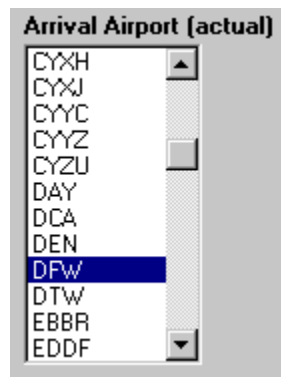 Arrival Airport (actual)
CYXH
CYXJ
CYYC
CYYZ
CYZU
DAY
DCA
DEN
DFW
DTW
EBBR
EDDF